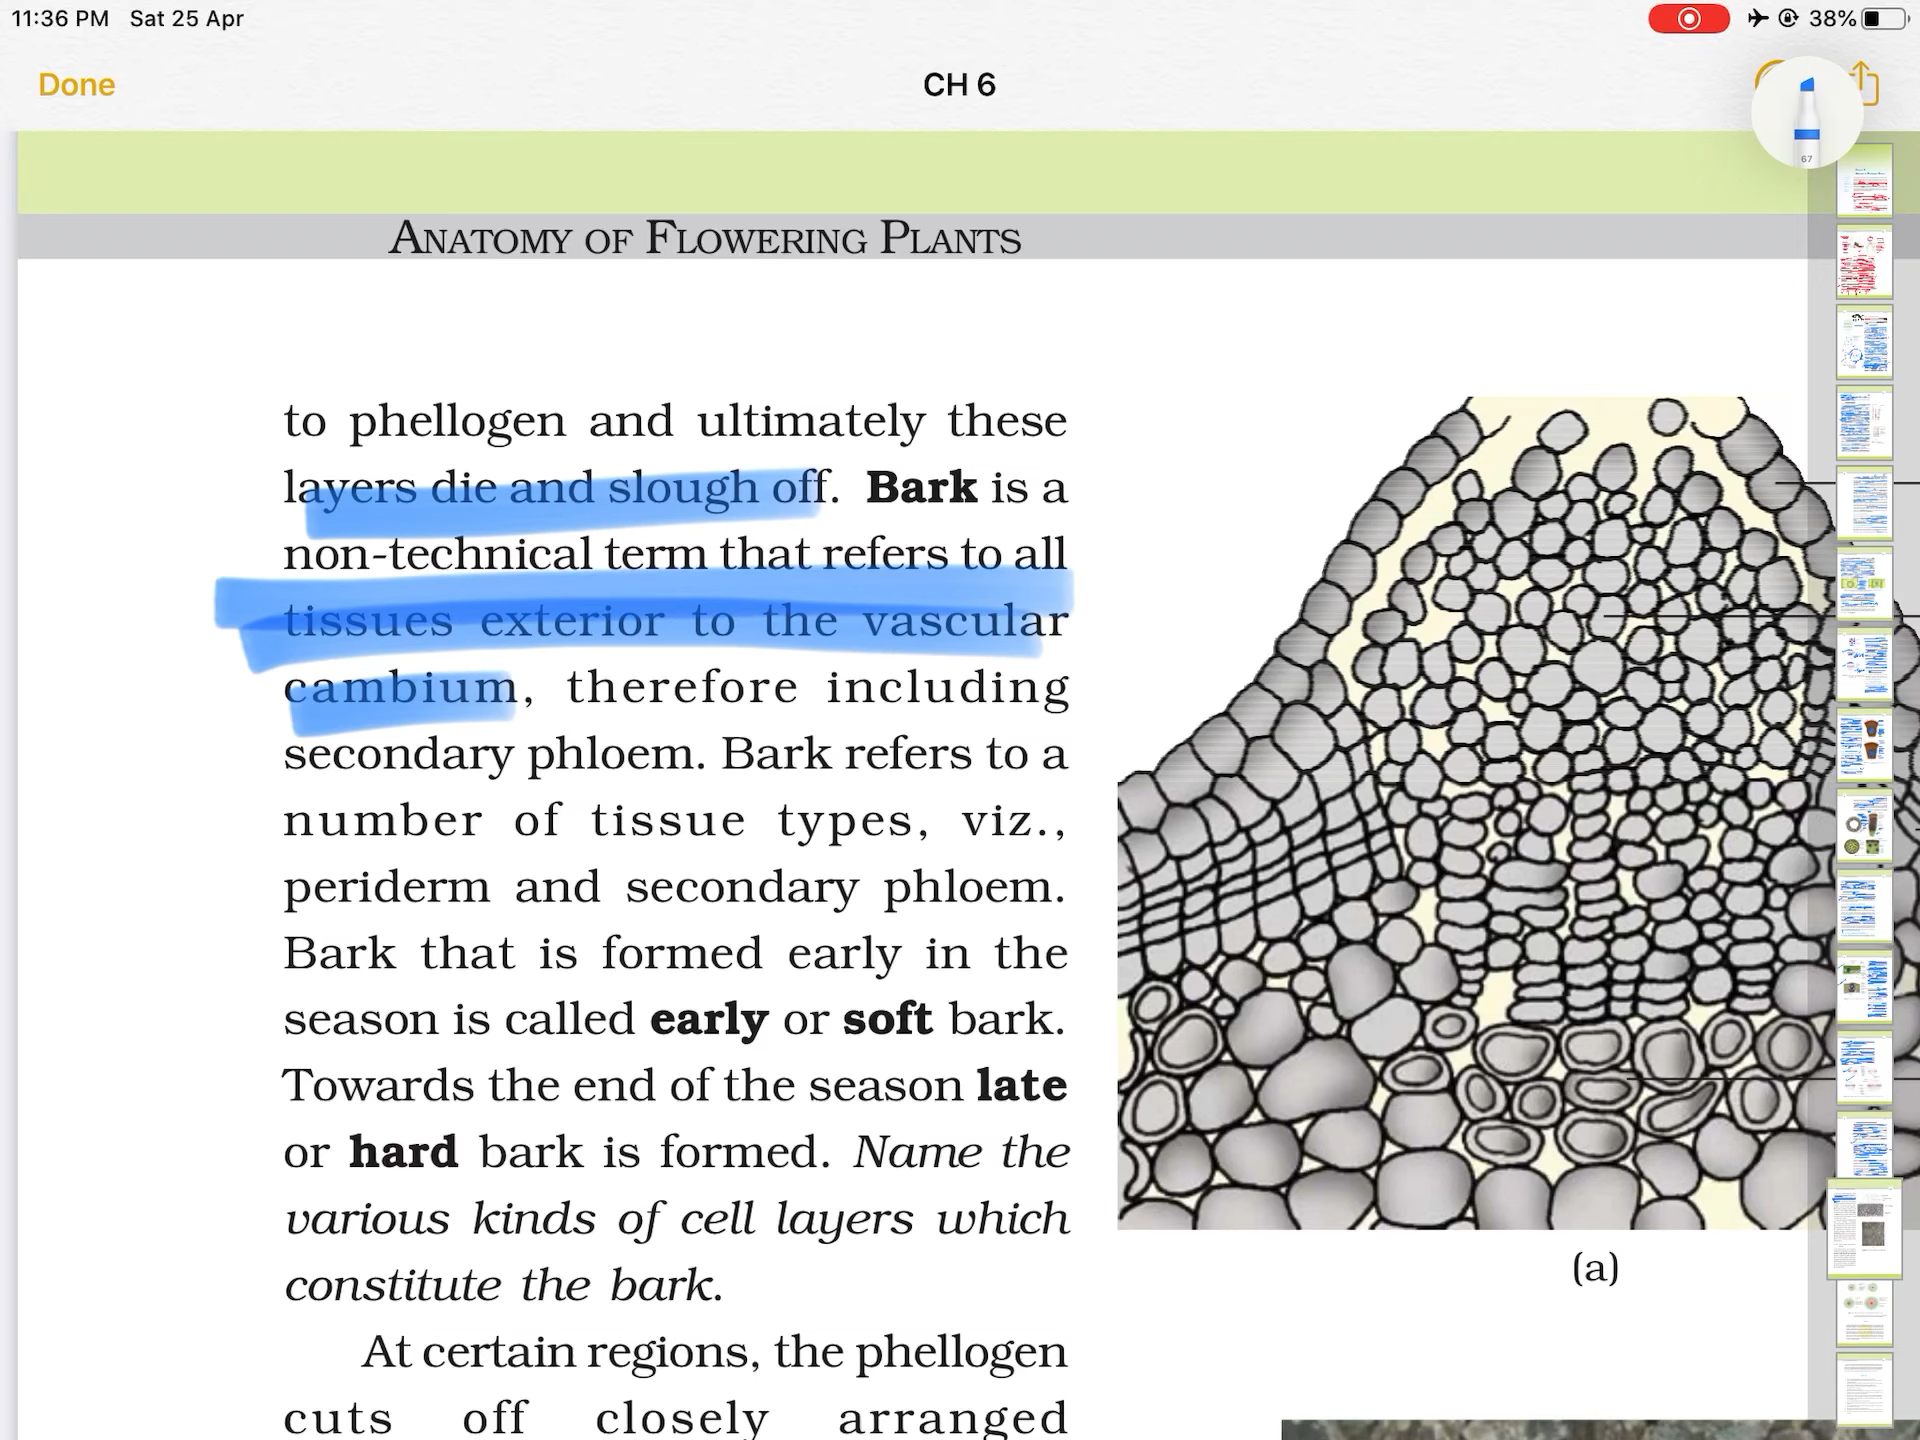 11:36 PM Sat 25 Apr
38%
Done
CH 6
67
ANATOMY OF FLOWERING PLANTS
to phellogen and ultimately these
layers die and slough off. Bark is a
non-technical term that refers to all
tissues exterior to the vascular
cambium, therefore including
secondary phloem. Bark refers to a
number of tissue types, viz.,
periderm and secondary phloem.
Bark that is formed early in the
season is called early or soft bark.
Towards the end of the season late
or hard bark is formed. Name the
various kinds of cell layers which
constitute the bark.
At certain regions, the phellogen
cuts off closely arranged
(a)